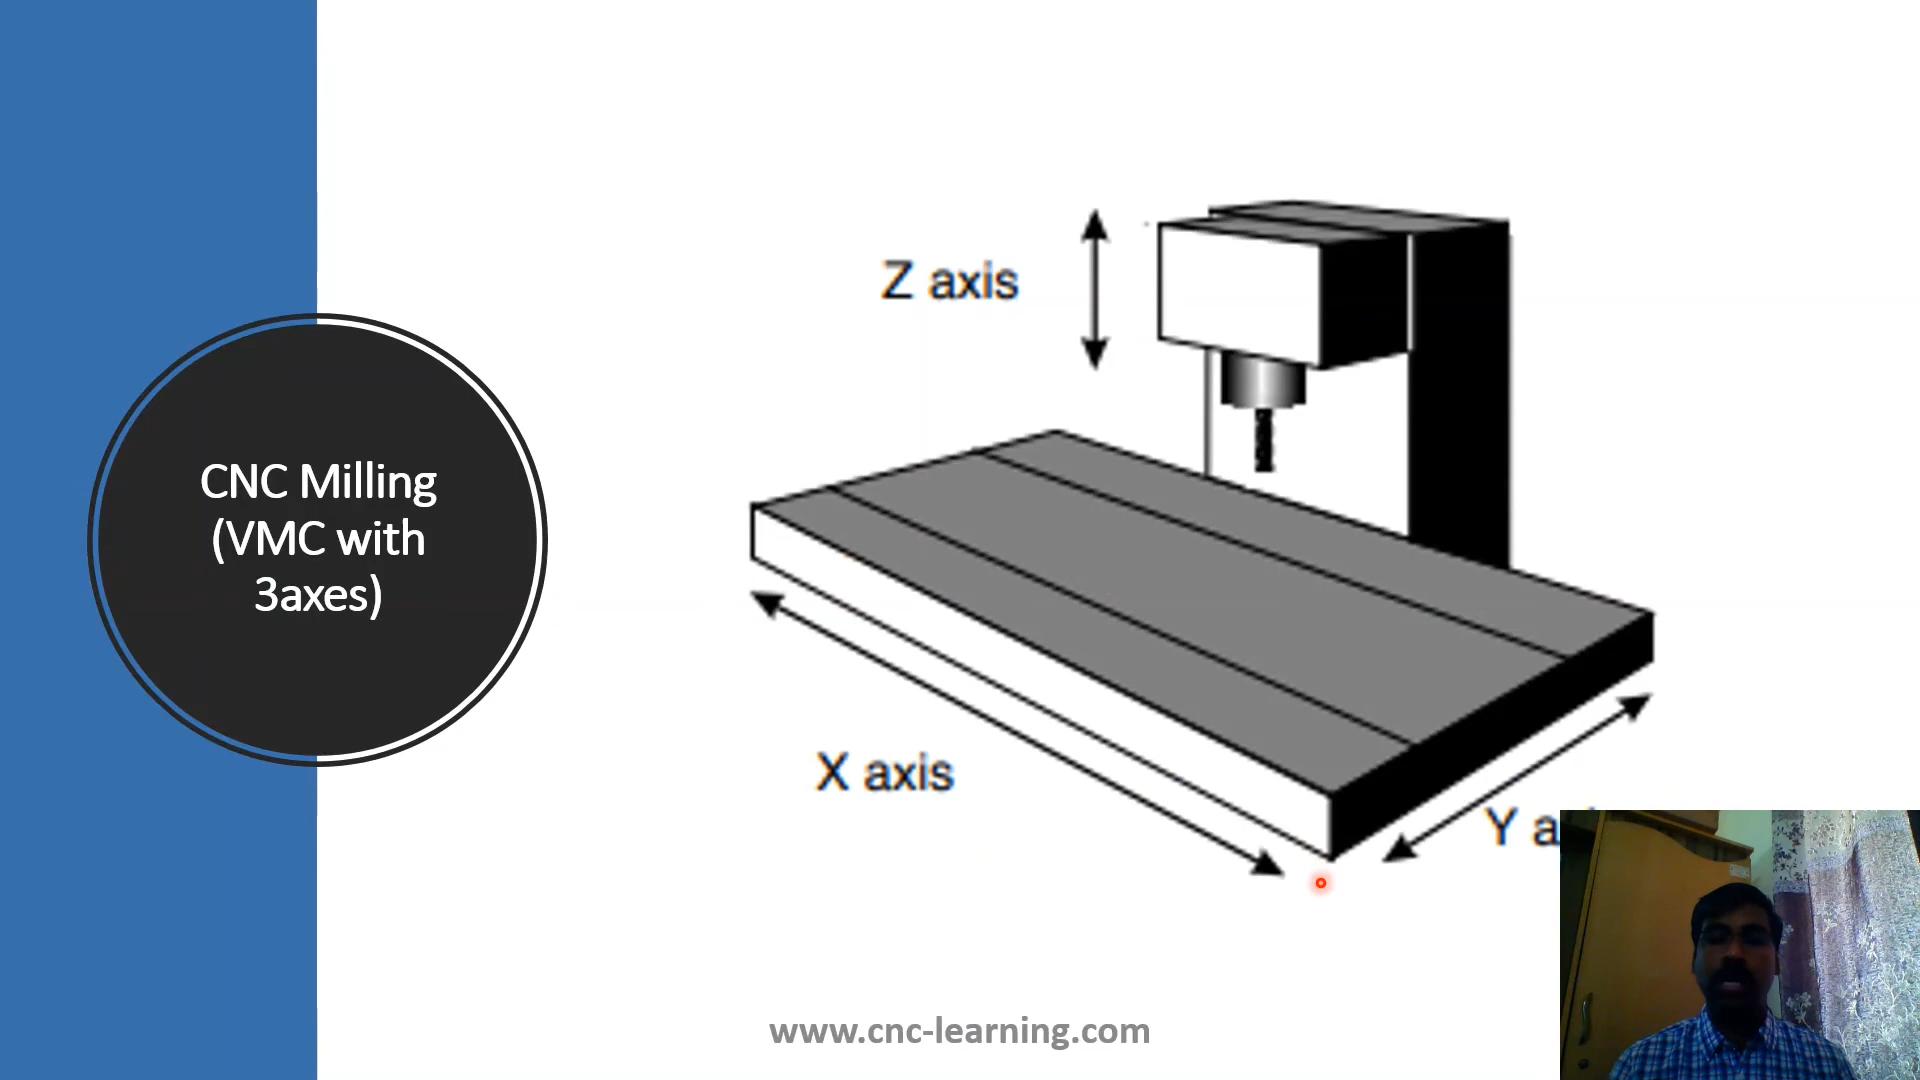 CNC Milling
(VMC with
3axes)
Z axis
X axis
Y a
www.cnc-learning.com